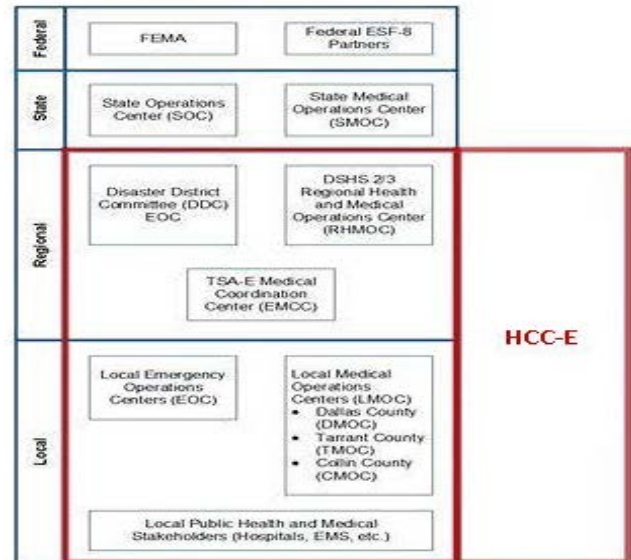 Federal
FEMA
Federal ESF-8
Partners
State
State Operations
Center (SOC)
State Medical
Operations Center
(SMOC)
Regional
Disaster District
Committee (DDC)
EOC
DSHS 2/3
Regional Health
and Medical
Operations Center
(RHMOC)
TSA-E Medical
Coordination
Center (EMCC)
HCC-E
Local
Local Emergency
Operations
Centers (EOC)
Local Medical
Operations
Centers (LMOC)
• Dallas County
(DMOC)
• Tarrant County
(TMOC)
• Collin County
(CMOC)
Local Public Health and Medical
Stakeholders (Hospitals, EMS, etc.)